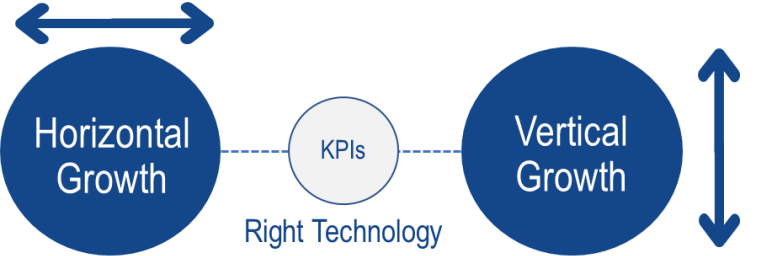 Horizontal
Growth
KPIs
Right Technology
Vertical
Growth